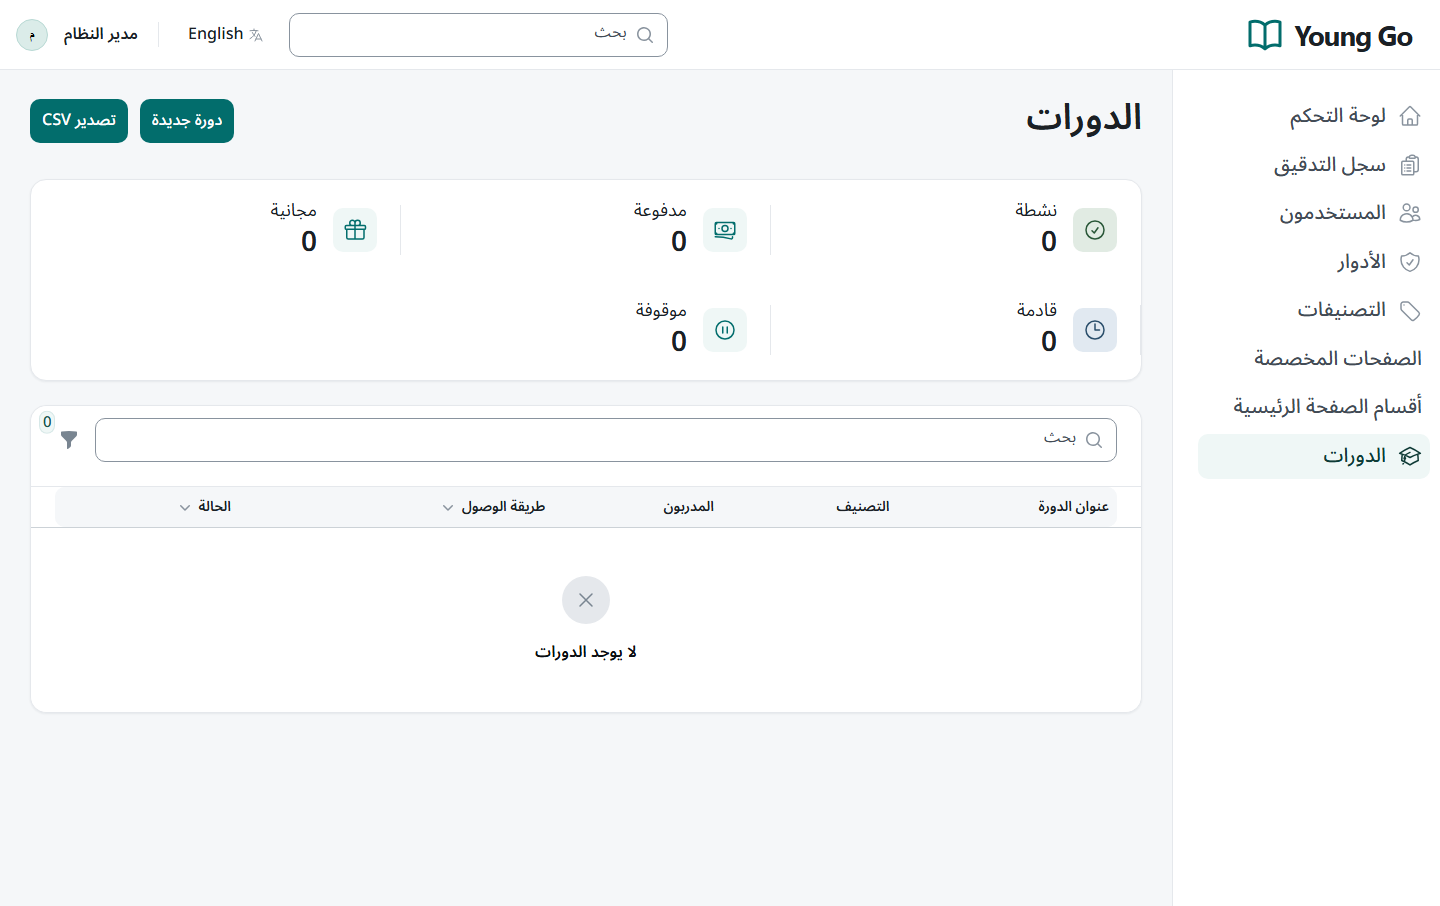 Young Go
بحث
English
مدير النظام
م
لوحة التحكم
سجل التدقيق
المستخدمون
الأدوار
التصنيفات
الصفحات المخصصة
أقسام الصفحة الرئيسية
الدورات
الدورات
دورة جديدة
تصدير CSV
نشطة
0
مدفوعة
0
مجانية
0
قادمة
0
موقوفة
0
بحث
0
عنوان الدورة
التصنيف
المدربون
طريقة الوصول
الحالة
لا يوجد الدورات